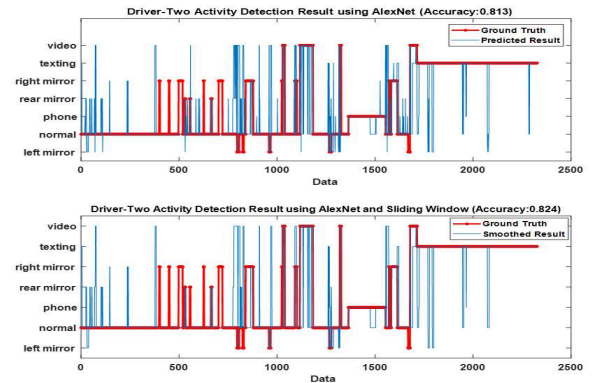 Driver-Two Activity Detection Result using AlexNet (Accuracy:0.813)
Ground Truth
Predicted Result
video
texting
right mirror
rear mirror
phone
normal
left mirror
0 500 1000 1500 2000 2500
Data
Driver-Two Activity Detection Result using AlexNet and Sliding Window (Accuracy:0.824)
Ground Truth
Smoothed Result
video
texting
right mirror
rear mirror
phone
normal
left mirror
0 500 1000 1500 2000 2500
Data